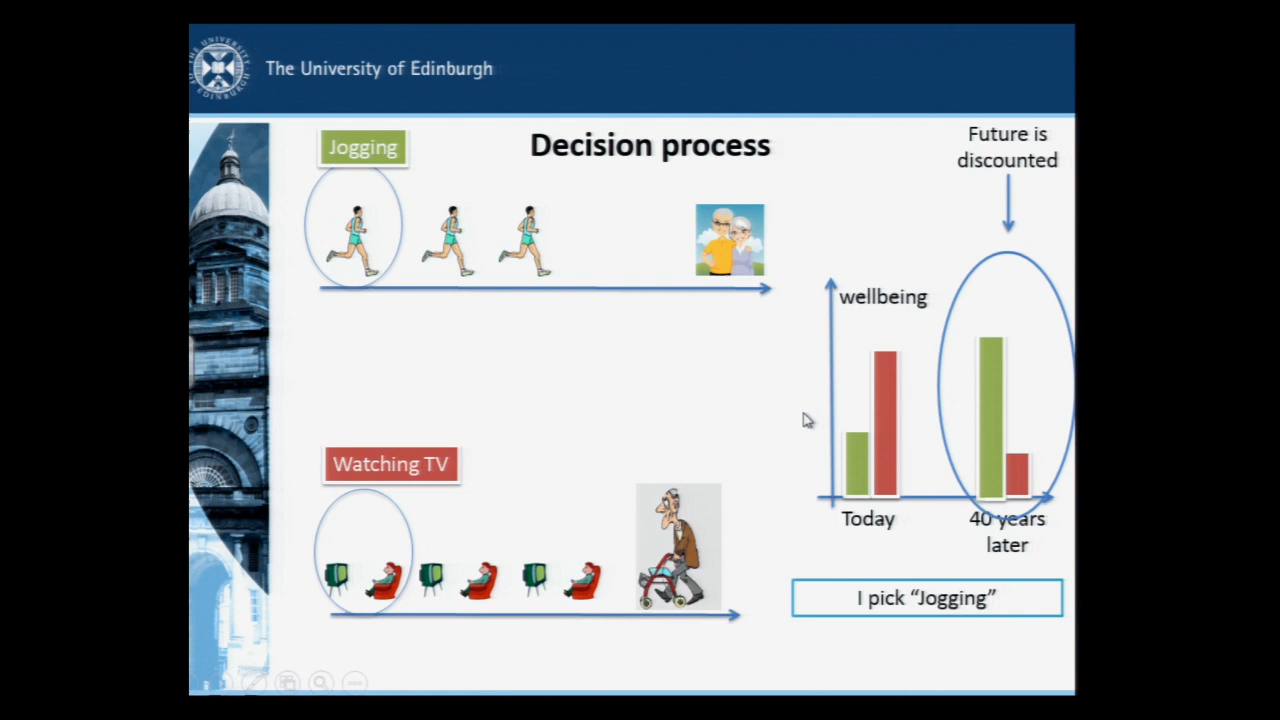 The University of Edinburgh
Jogging
Decision process
Future is
discounted
wellbeing
Watching TV
Today
40 years
later
I pick “Jogging”